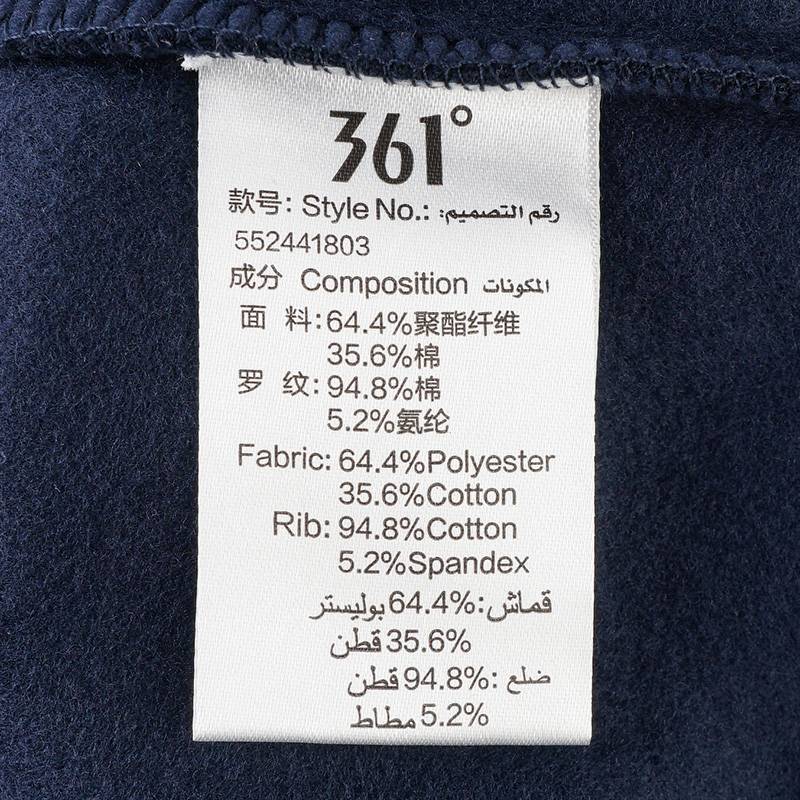 361°
款号: Style No.: رقم التصميم:
552441803
成分 Composition المكونات
面 料:64.4%聚酯纤维
35.6%棉
罗 纹:94.8%棉
5.2%氨纶
Fabric: 64.4%Polyester
35.6%Cotton
Rib: 94.8%Cotton
5.2%Spandex
قماش:64.4%بوليستر
35.6%قطن
ضلع :94.8%قطن
5.2%مطاط